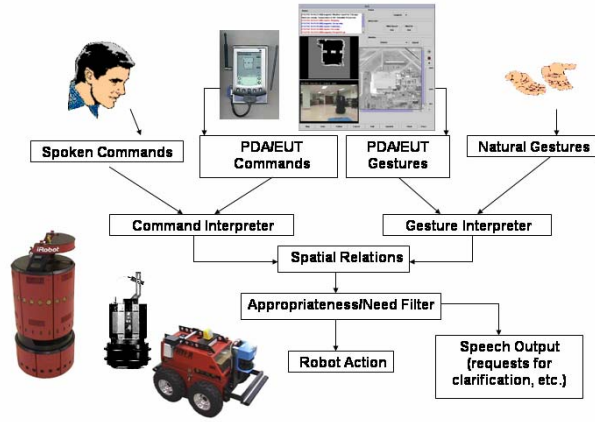 Spoken Commands
PDA/EUT
Commands
PDA/EUT
Gestures
Natural Gestures
Command Interpreter
Gesture Interpreter
Spatial Relations
Appropriateness/Need Filter
Robot Action
Speech Output
(requests for
clarification, etc.)
iRobot